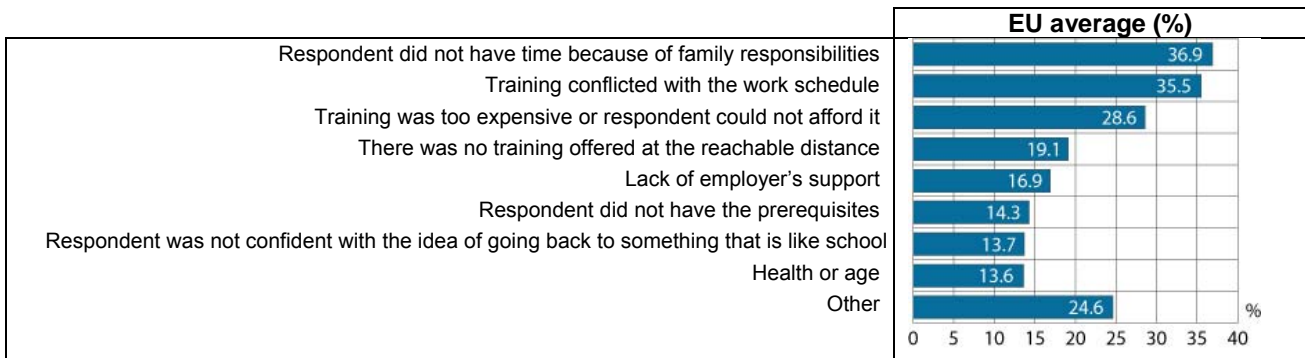 EU average (%)
Respondent did not have time because of family responsibilities 36.9
Training conflicted with the work schedule 35.5
Training was too expensive or respondent could not afford it 28.6
There was no training offered at the reachable distance 19.1
Lack of employer’s support 16.9
Respondent did not have the prerequisites 14.3
Respondent was not confident with the idea of going back to something that is like school 13.7
Health or age 13.6
Other 24.6 %
0 5 10 15 20 25 30 35 40